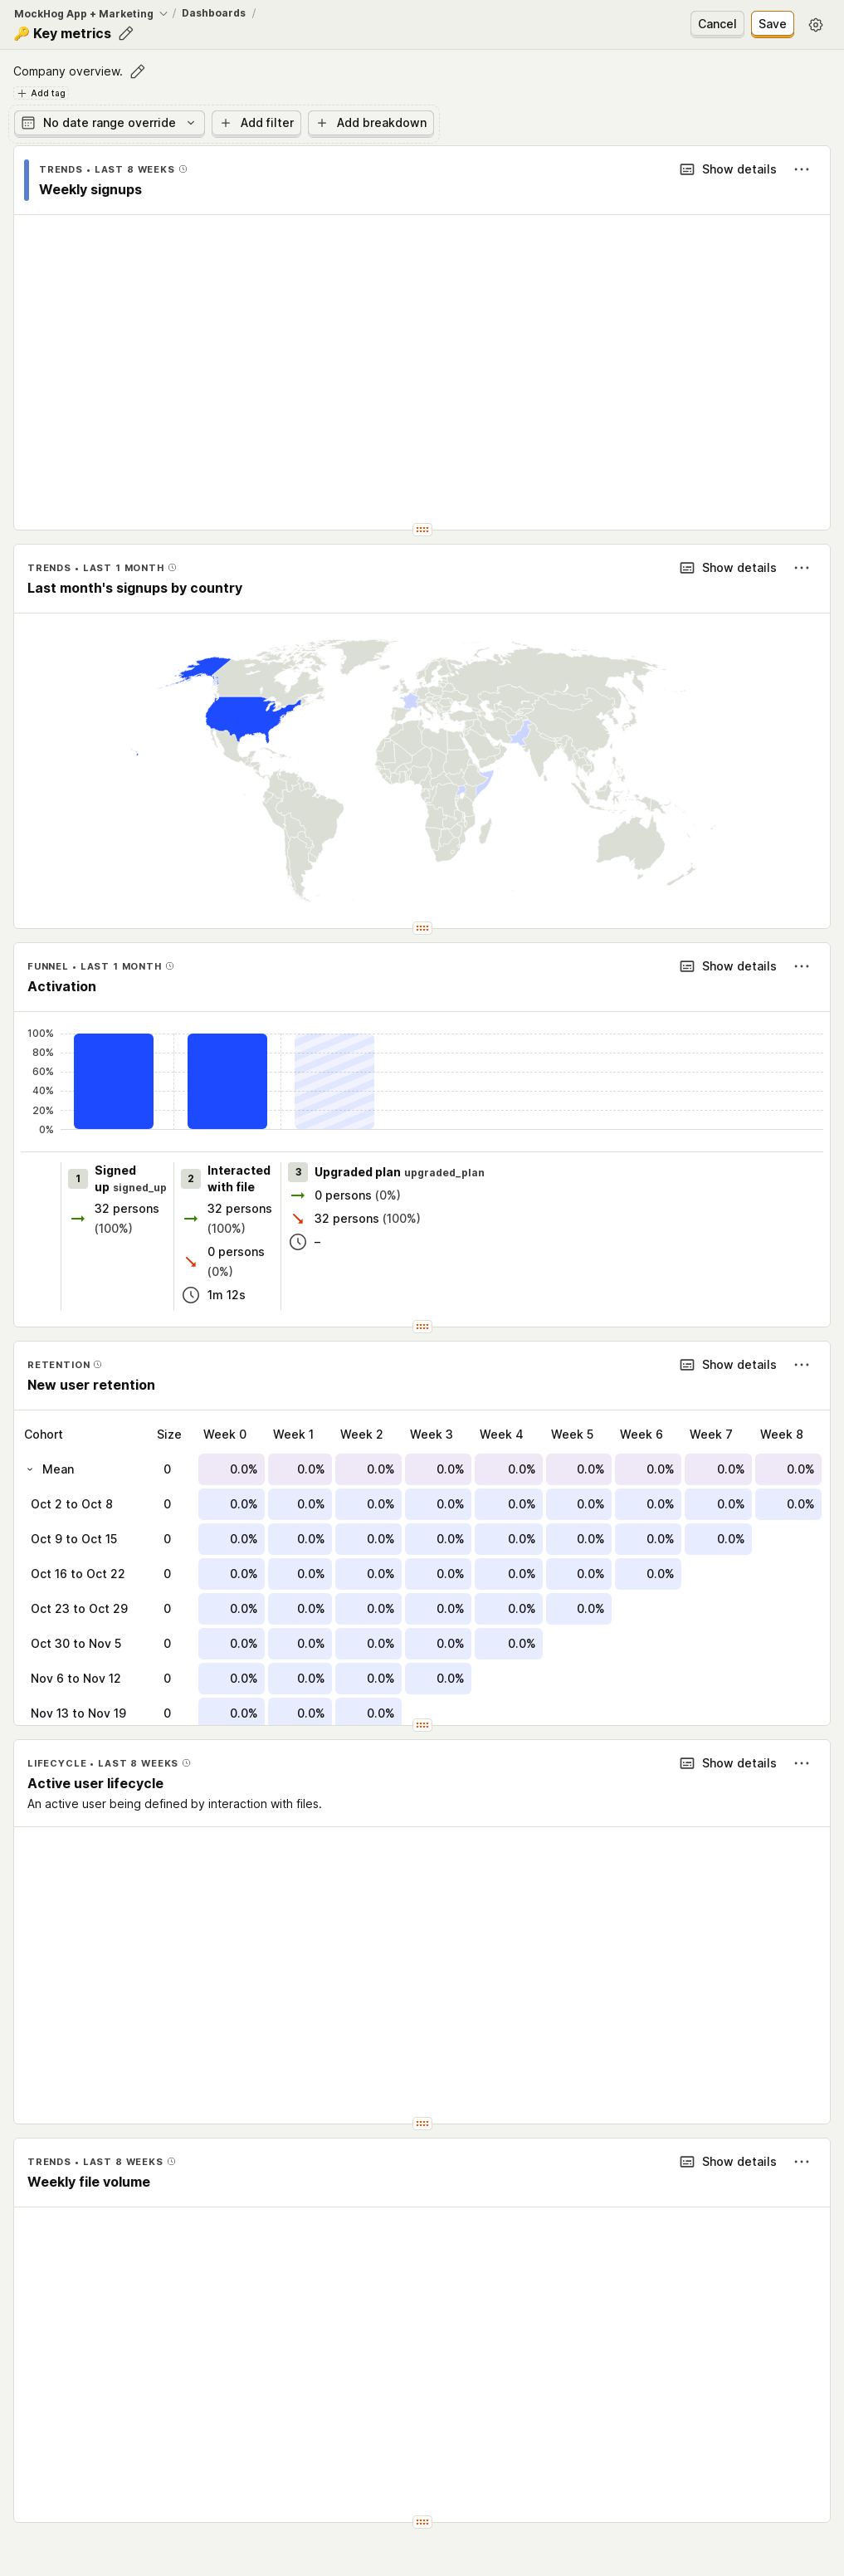 MockHog App + Marketing / Dashboards /
🔑 Key metrics
Cancel
Save
Company overview.
Add tag
No date range override
Add filter
Add breakdown
TRENDS • LAST 8 WEEKS
Show details
Weekly signups
TRENDS • LAST 1 MONTH
Show details
Last month's signups by country
FUNNEL • LAST 1 MONTH
Show details
Activation
100%
80%
60%
40%
20%
0%
1 Signed up signed_up
32 persons (100%)
2 Interacted with file
32 persons (100%)
0 persons (0%)
1m 12s
3 Upgraded plan upgraded_plan
0 persons (0%)
32 persons (100%)
–
RETENTION
Show details
New user retention
Cohort Size Week 0 Week 1 Week 2 Week 3 Week 4 Week 5 Week 6 Week 7 Week 8
Mean 0 0.0% 0.0% 0.0% 0.0% 0.0% 0.0% 0.0% 0.0% 0.0%
Oct 2 to Oct 8 0 0.0% 0.0% 0.0% 0.0% 0.0% 0.0% 0.0% 0.0% 0.0%
Oct 9 to Oct 15 0 0.0% 0.0% 0.0% 0.0% 0.0% 0.0% 0.0% 0.0%
Oct 16 to Oct 22 0 0.0% 0.0% 0.0% 0.0% 0.0% 0.0% 0.0%
Oct 23 to Oct 29 0 0.0% 0.0% 0.0% 0.0% 0.0% 0.0%
Oct 30 to Nov 5 0 0.0% 0.0% 0.0% 0.0% 0.0%
Nov 6 to Nov 12 0 0.0% 0.0% 0.0% 0.0%
Nov 13 to Nov 19 0 0.0% 0.0% 0.0%
LIFECYCLE • LAST 8 WEEKS
Show details
Active user lifecycle
An active user being defined by interaction with files.
TRENDS • LAST 8 WEEKS
Show details
Weekly file volume